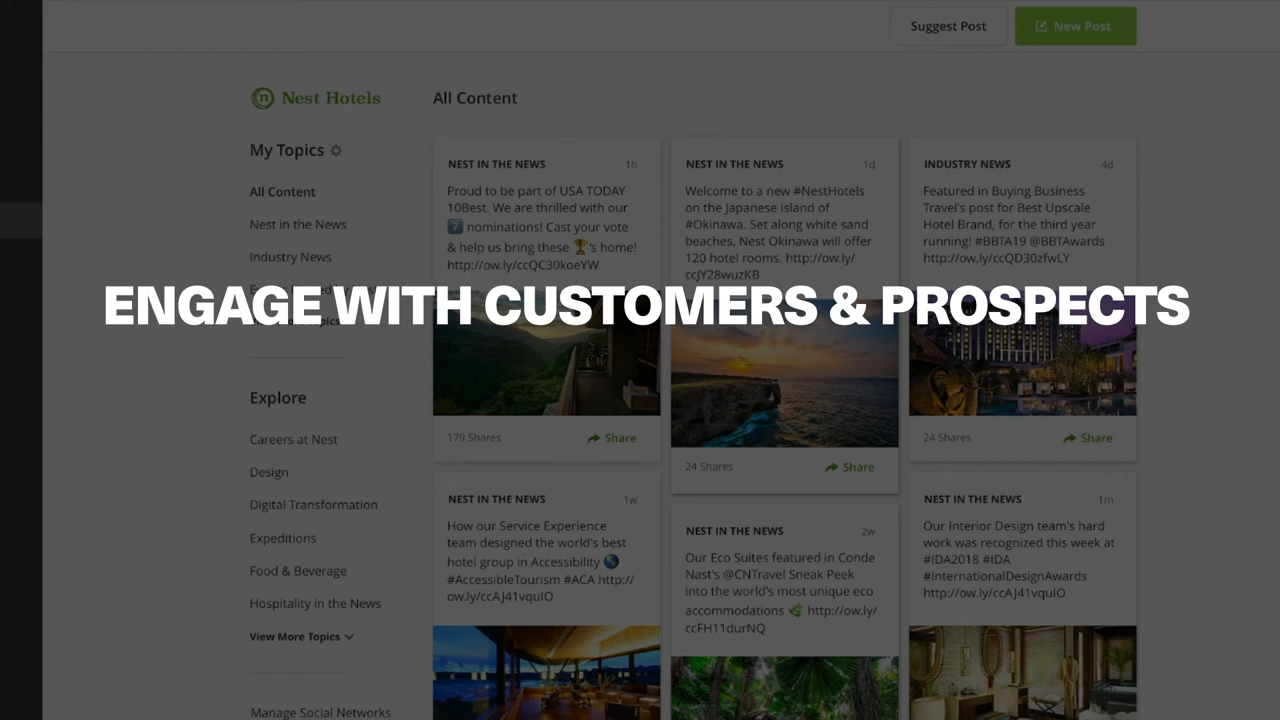 Suggest Post
New Post
n Nest Hotels
All Content
My Topics
All Content
Nest in the News
Industry News
ENGAGE WITH CUSTOMERS & PROSPECTS
Explore
Careers at Nest
Design
Digital Transformation
Expeditions
Food & Beverage
Hospitality in the News
View More Topics
Manage Social Networks
NEST IN THE NEWS 1h
Proud to be part of USA TODAY
10Best. We are thrilled with our
7 nominations! Cast your vote
& help us bring these 🏆's home!
http://ow.ly/ccQC30koeYW
179 Shares
Share
NEST IN THE NEWS 1d
Welcome to a new #NestHotels
on the Japanese island of
#Okinawa. Set along white sand
beaches, Nest Okinawa will offer
120 hotel rooms. http://ow.ly/
ccJY28wuzKB
24 Shares
Share
INDUSTRY NEWS 4d
Featured in Buying Business
Travel's post for Best Upscale
Hotel Brand, for the third year
running! #BBTA19 @BBTAwards
http://ow.ly/ccQD30zfwLY
24 Shares
Share
NEST IN THE NEWS 1w
How our Service Experience
team designed the world's best
hotel group in Accessibility 🌎
#AccessibleTourism #ACA http://
ow.ly/ccAJ41vquIO
NEST IN THE NEWS 2w
Our Eco Suites featured in Conde
Nast's @CNTravel Sneak Peek
into the world's most unique eco
accommodations 🌿 http://ow.ly/
ccFH11durNQ
NEST IN THE NEWS 1m
Our Interior Design team's hard
work was recognized this week at
#IDA2018 #IDA
#InternationalDesignAwards
http://ow.ly/ccAJ41vquIO